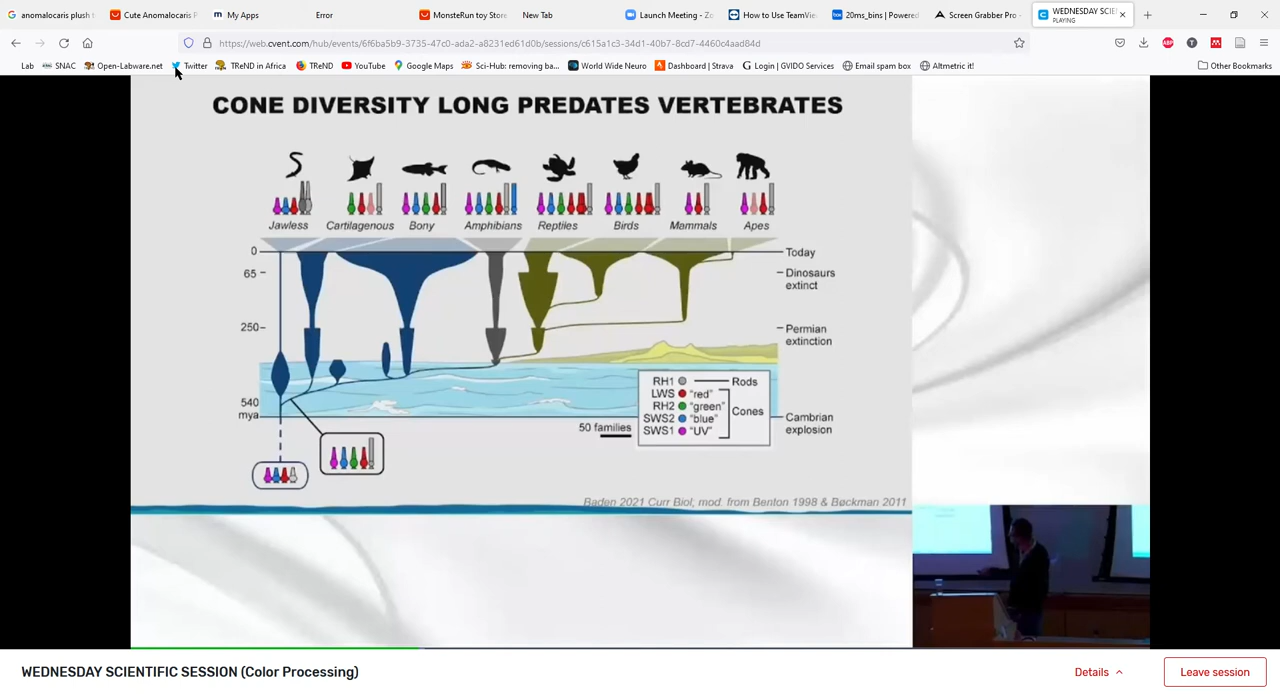 anomalocaris plush t
Cute Anomalocaris P
My Apps
Error
MonsteRun toy Store
New Tab
Launch Meeting - Zo
How to Use TeamVie
20ms_bins | Powered
Screen Grabber Pro -
WEDNESDAY SCIEN
PLAYING
https://web.cvent.com/hub/events/6f6ba5b9-3735-47c0-ada2-a8231ed61d0b/sessions/c615a1c3-34d1-40b7-8cd7-4460c4aad84d
Lab SNAC Open-Labware.net Twitter TReND in Africa TReND YouTube Google Maps Sci-Hub: removing ba... World Wide Neuro Dashboard | Strava Login | GVIDO Services Email spam box Altmetric it! Other Bookmarks
CONE DIVERSITY LONG PREDATES VERTEBRATES
Jawless Cartilagenous Bony Amphibians Reptiles Birds Mammals Apes
0 Today
65 Dinosaurs
extinct
250 Permian
extinction
RH1 Rods
LWS "red"
RH2 "green" Cones
SWS2 "blue"
SWS1 "UV"
540
mya
Cambrian
explosion
50 families
Baden 2021 Curr Biol; mod. from Benton 1998 & Bøckman 2011
WEDNESDAY SCIENTIFIC SESSION (Color Processing)
Details
Leave session